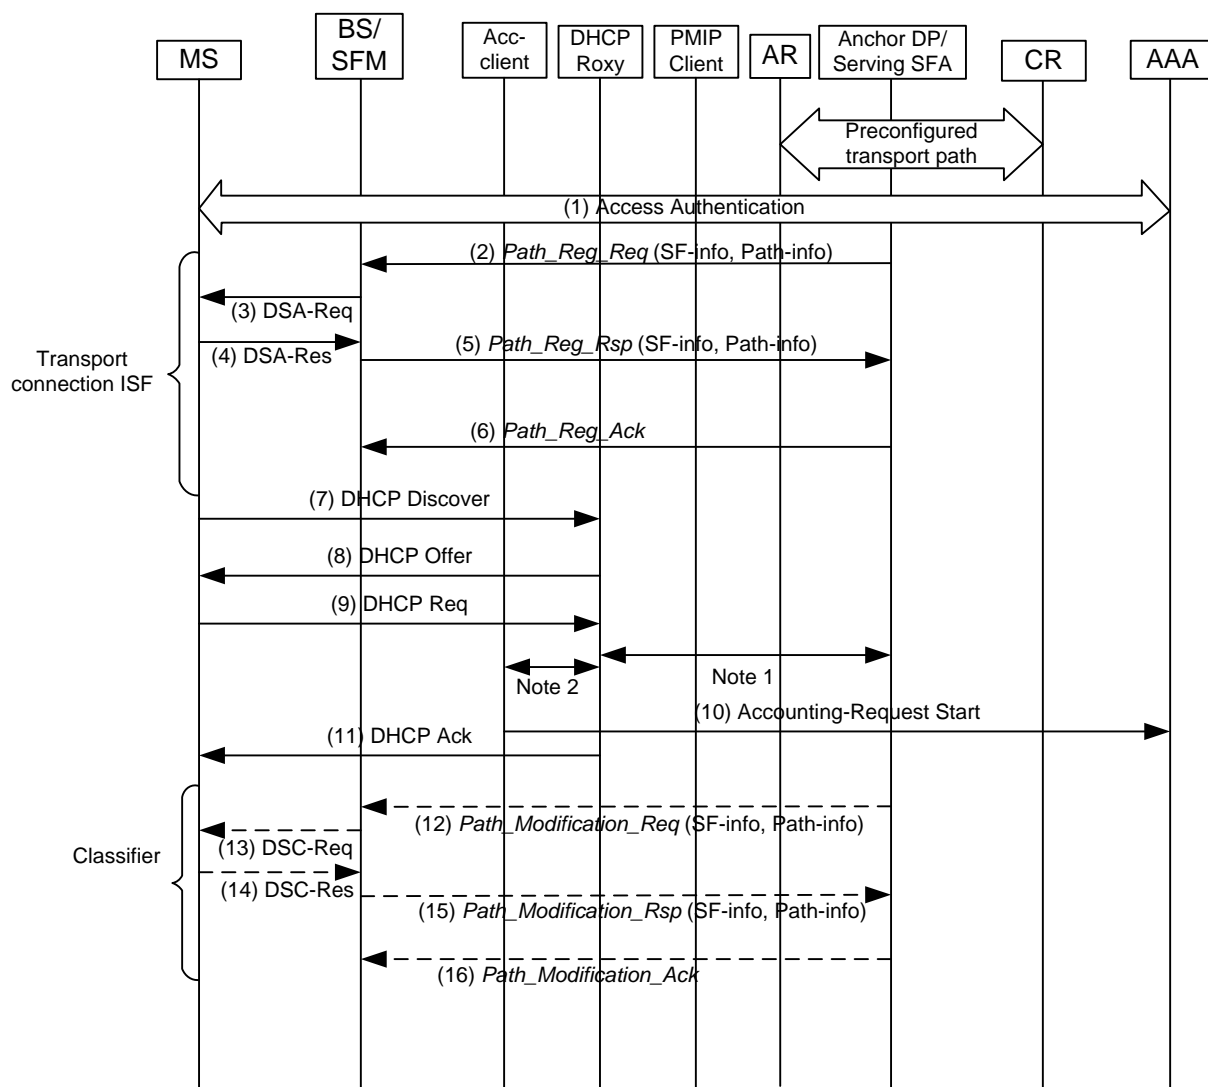 MS
BS/
SFM
Acc-
client
DHCP
Roxy
PMIP
Client
AR
Anchor DP/
Serving SFA
CR
AAA
Preconfigured
transport path
(1) Access Authentication
(2) Path_Reg_Req (SF-info, Path-info)
(3) DSA-Req
(4) DSA-Res
(5) Path_Reg_Rsp (SF-info, Path-info)
Transport
connection ISF
(6) Path_Reg_Ack
(7) DHCP Discover
(8) DHCP Offer
(9) DHCP Req
Note 2
Note 1
(10) Accounting-Request Start
(11) DHCP Ack
(12) Path_Modification_Req (SF-info, Path-info)
(13) DSC-Req
Classifier
(14) DSC-Res
(15) Path_Modification_Rsp (SF-info, Path-info)
(16) Path_Modification_Ack